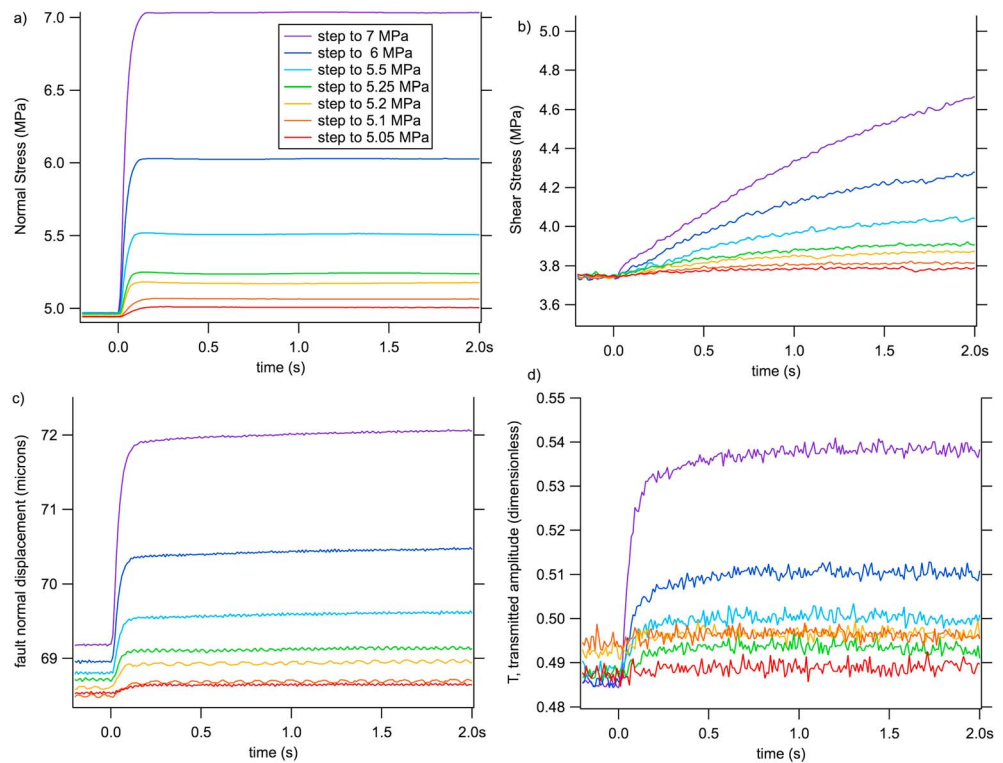 a)
Normal Stress (MPa)
7.0
6.5
6.0
5.5
5.0
0.0 0.5 1.0 1.5 2.0s
time (s)
step to 7 MPa
step to 6 MPa
step to 5.5 MPa
step to 5.25 MPa
step to 5.2 MPa
step to 5.1 MPa
step to 5.05 MPa
b)
Shear Stress (MPa)
5.0
4.8
4.6
4.4
4.2
4.0
3.8
3.6
0.0 0.5 1.0 1.5 2.0s
time (s)
c)
fault normal displacement (microns)
72
71
70
69
0.0 0.5 1.0 1.5 2.0s
time (s)
d)
T, transmitted amplitude (dimensionless)
0.55
0.54
0.53
0.52
0.51
0.50
0.49
0.48
0.0 0.5 1.0 1.5 2.0s
time (s)